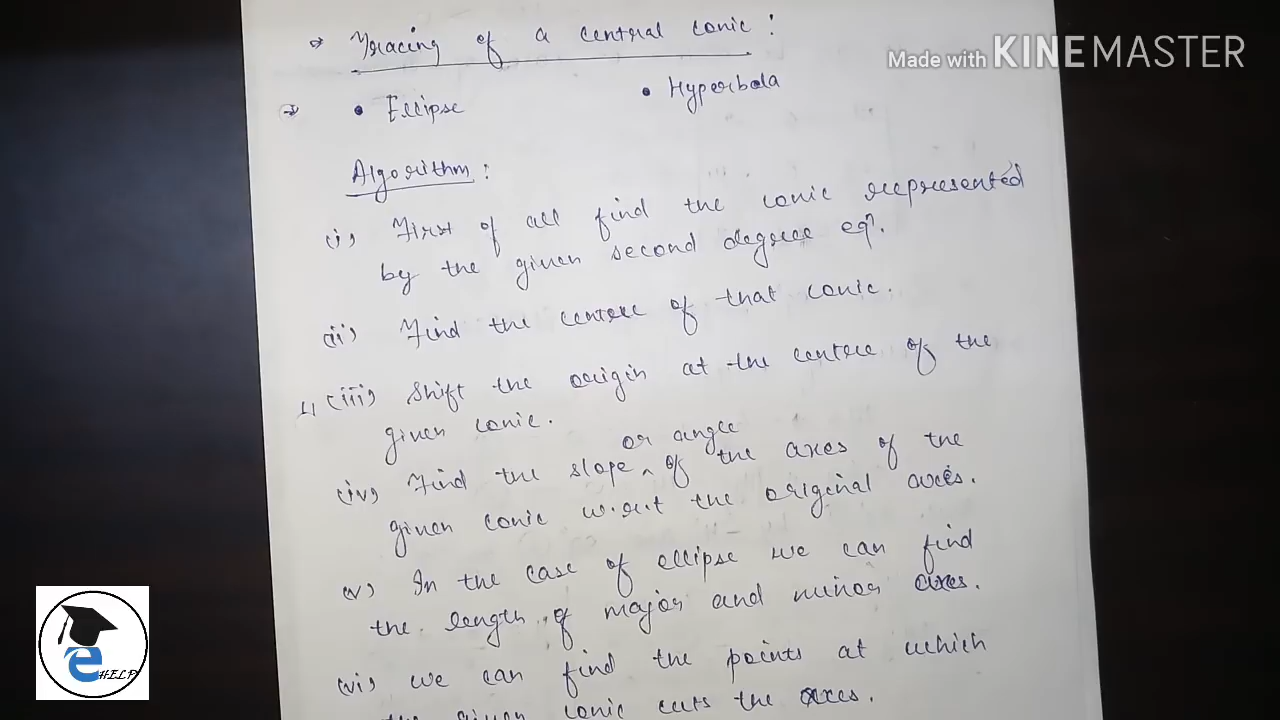 ⇒ Tracing of a central conic :
⇒ • Ellipse • Hyperbola
Algorithm :
(i) First of all find the conic represented
by the given second degree eqⁿ.
(ii) Find the centre of that conic.
(iii) Shift the origin at the centre of the
given conic.
(iv) Find the slope ^ or angle of the axes of the
given conic w.r.t the original axes.
(v) In the case of ellipse we can find
the length of major and minor axes.
(vi) we can find the points at which
the given conic cuts the axes.
Made with KINEMASTER
e HELP